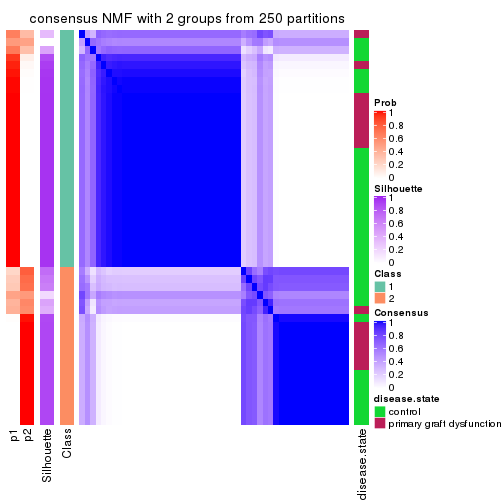 consensus NMF with 2 groups from 250 partitions
Prob
1
0.8
0.6
0.4
0.2
0
Silhouette
1
0.8
0.6
0.4
0.2
0
Class
1
2
Consensus
1
0.8
0.6
0.4
0.2
0
disease.state
control
primary graft dysfunction
p1
p2
Silhouette
Class
disease.state